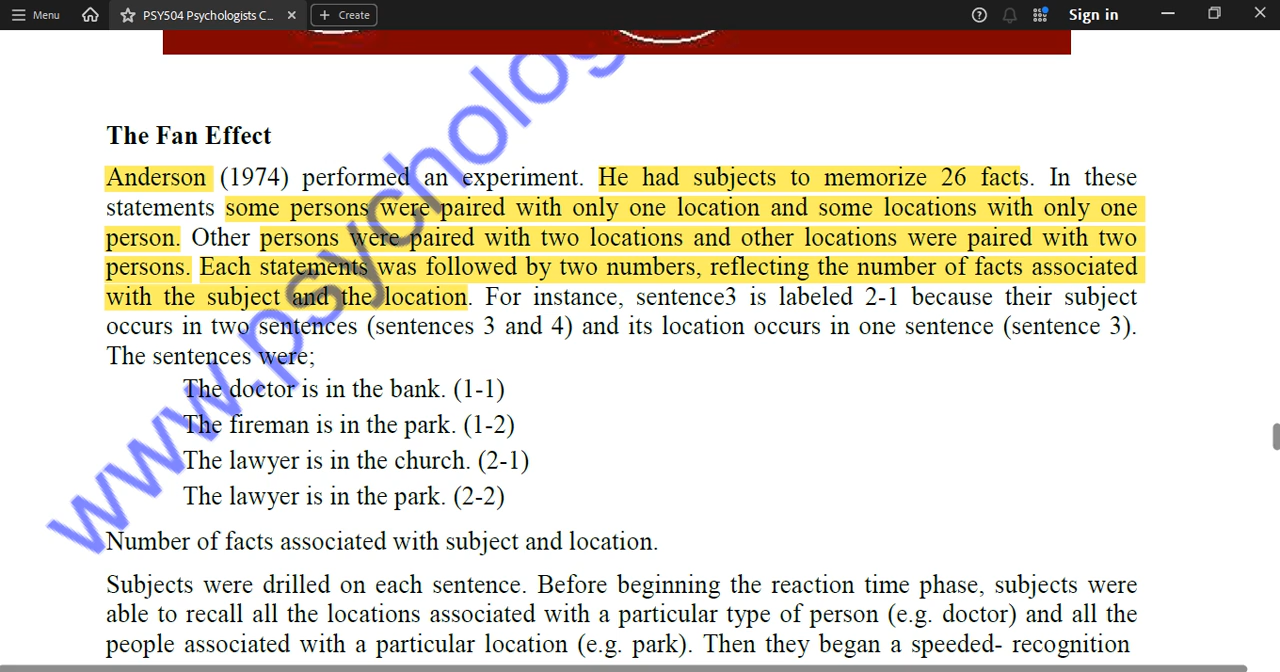 Menu
PSY504 Psychologists C...
Create
Sign in
The Fan Effect
Anderson (1974) performed an experiment. He had subjects to memorize 26 facts. In these
statements some persons were paired with only one location and some locations with only one
person. Other persons were paired with two locations and other locations were paired with two
persons. Each statements was followed by two numbers, reflecting the number of facts associated
with the subject and the location. For instance, sentence3 is labeled 2-1 because their subject
occurs in two sentences (sentences 3 and 4) and its location occurs in one sentence (sentence 3).
The sentences were;
The doctor is in the bank. (1-1)
The fireman is in the park. (1-2)
The lawyer is in the church. (2-1)
The lawyer is in the park. (2-2)
Number of facts associated with subject and location.
Subjects were drilled on each sentence. Before beginning the reaction time phase, subjects were
able to recall all the locations associated with a particular type of person (e.g. doctor) and all the
people associated with a particular location (e.g. park). Then they began a speeded- recognition
www.psycholog